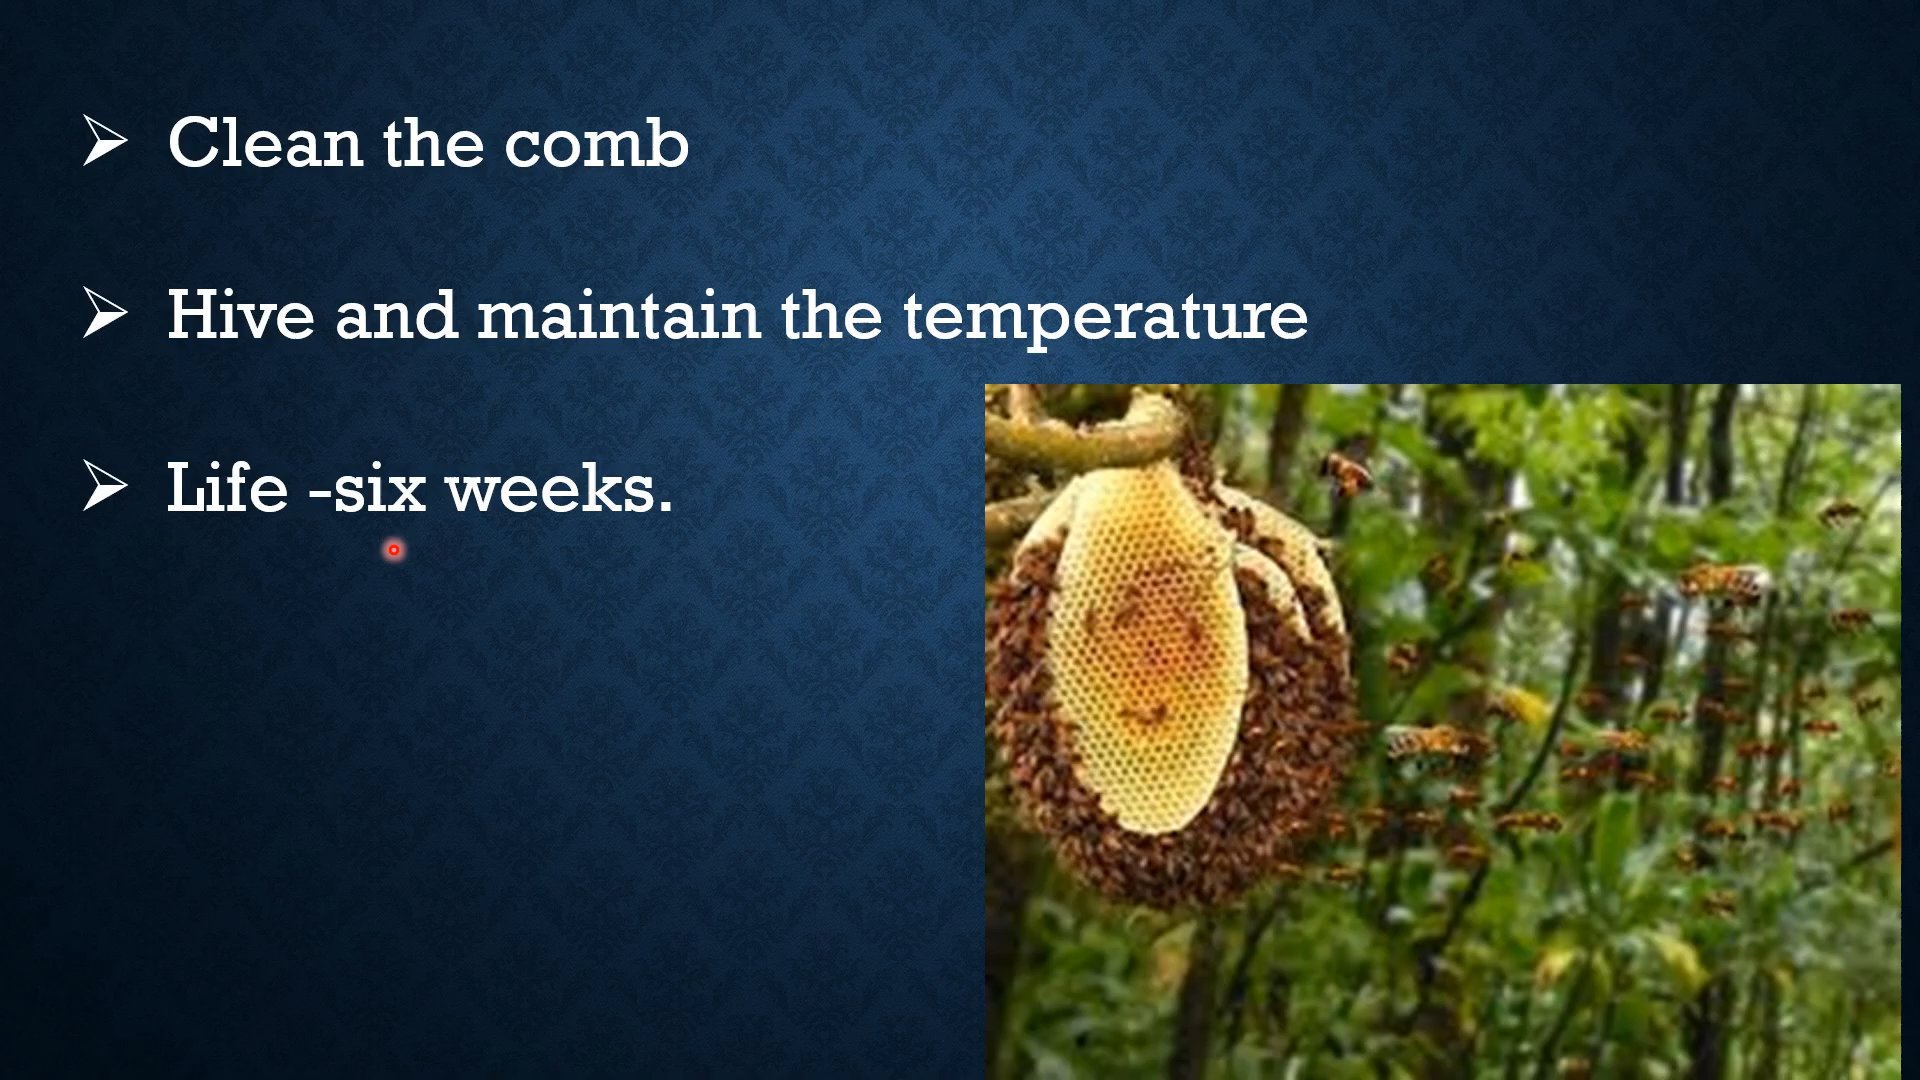 Clean the comb
Hive and maintain the temperature
Life -six weeks.